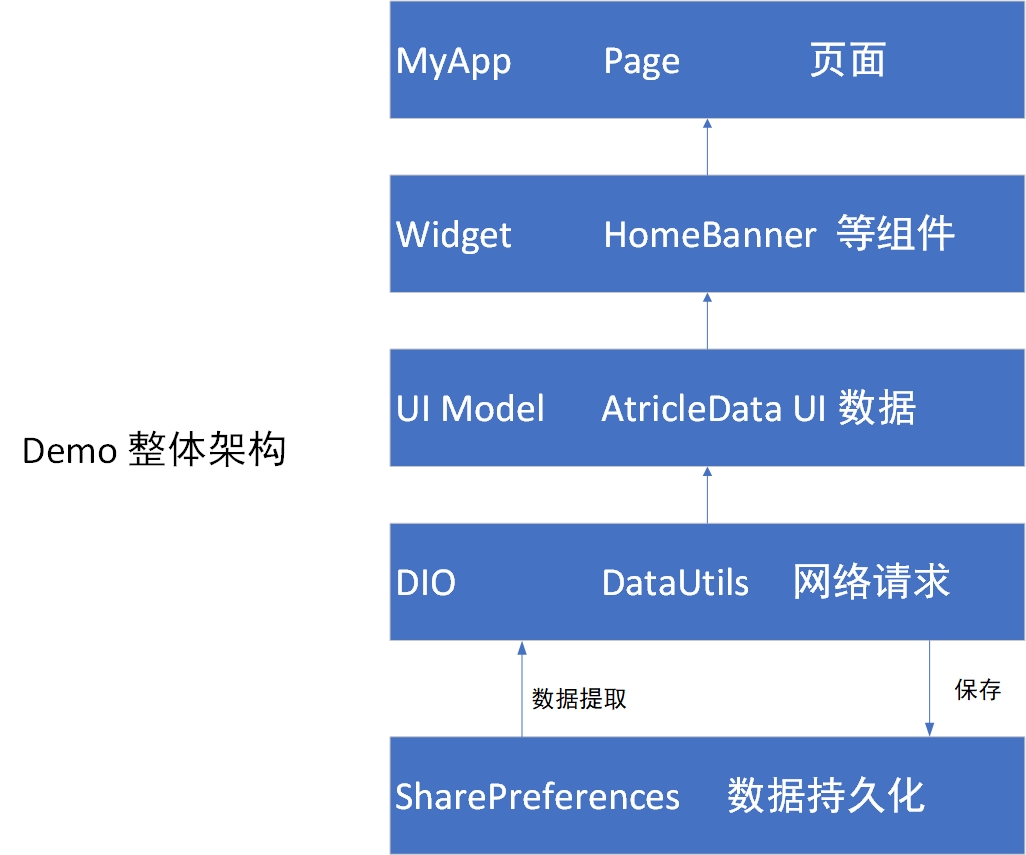 MyApp Page 页面
Widget HomeBanner 等组件
UI Model AtricleData UI 数据
Demo 整体架构
DIO DataUtils 网络请求
数据提取
保存
SharePreferences 数据持久化